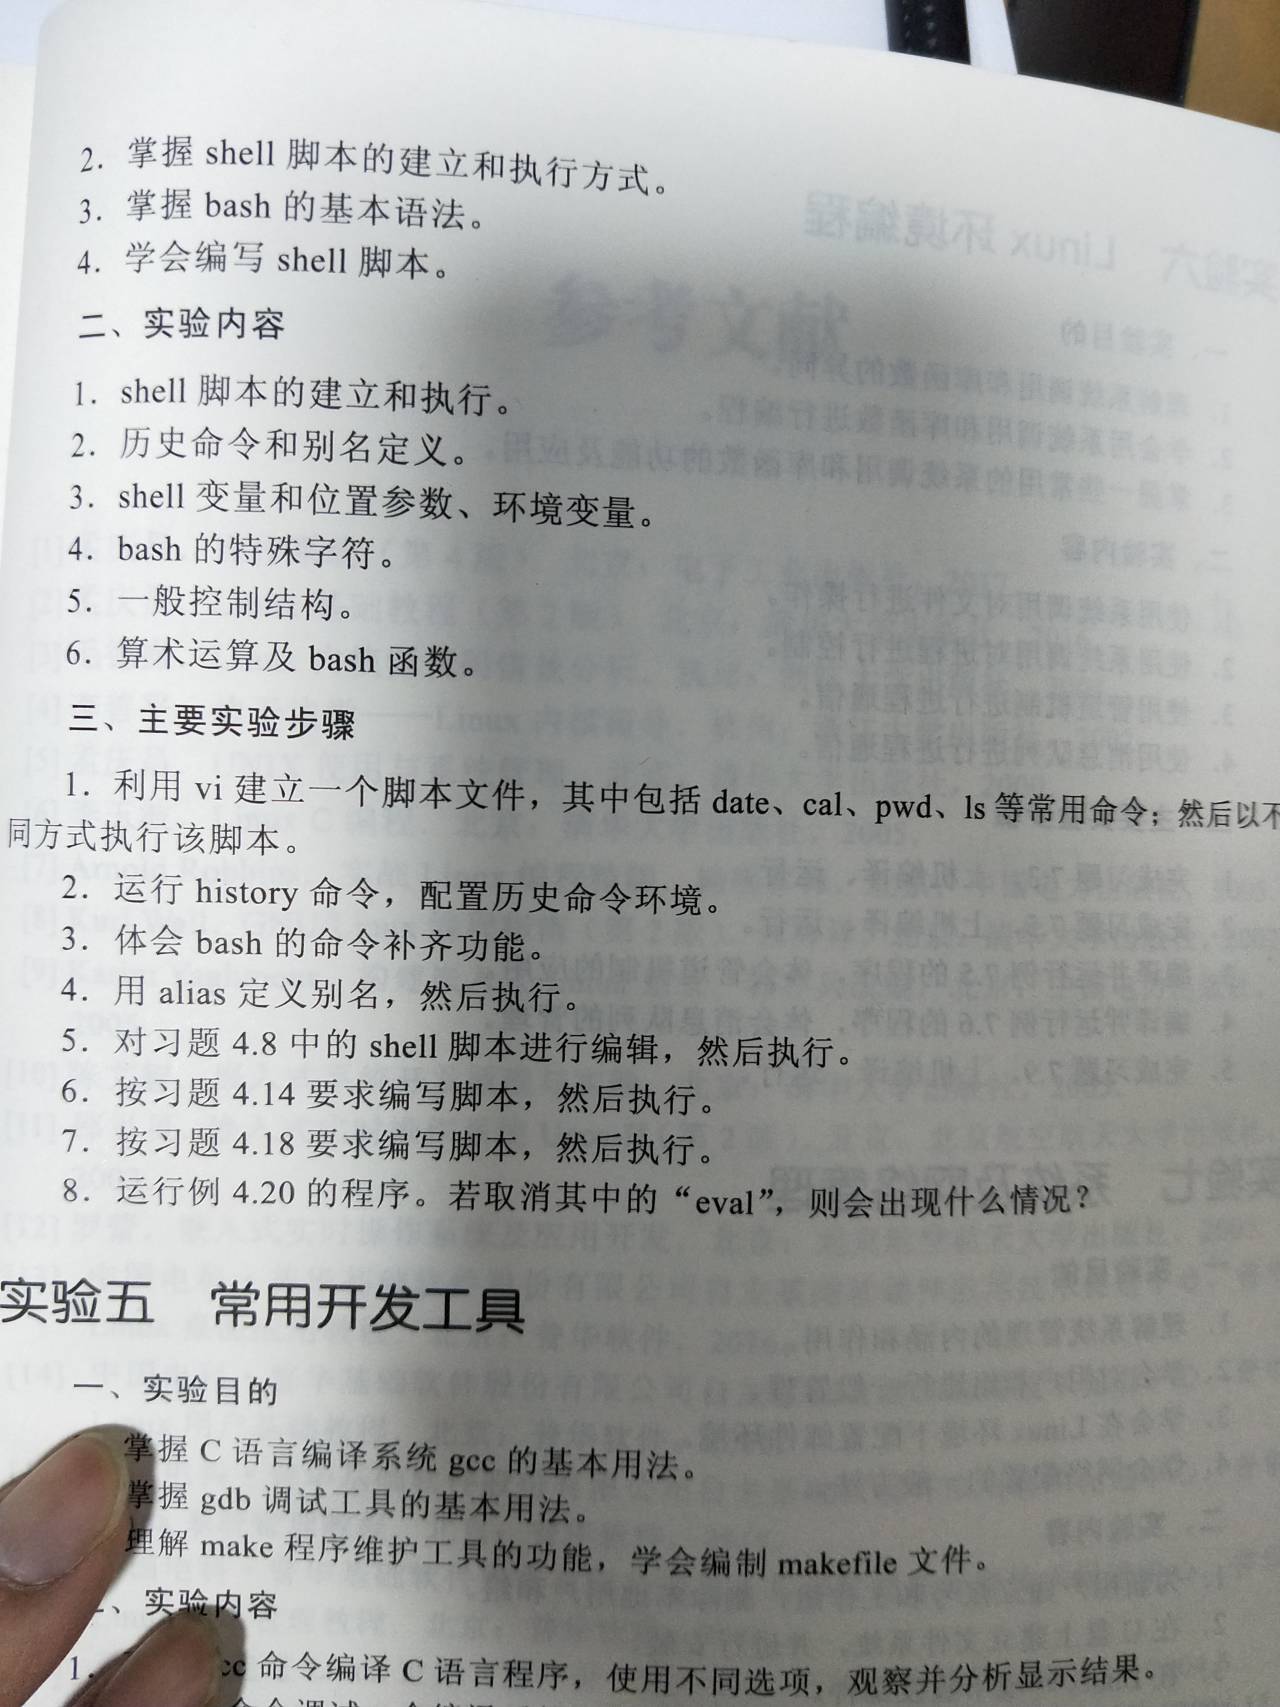 2. 掌握 shell 脚本的建立和执行方式。
3. 掌握 bash 的基本语法。
4. 学会编写 shell 脚本。
二、实验内容
1. shell 脚本的建立和执行。
2. 历史命令和别名定义。
3. shell 变量和位置参数、环境变量。
4. bash 的特殊字符。
5. 一般控制结构。
6. 算术运算及 bash 函数。
三、主要实验步骤
1. 利用 vi 建立一个脚本文件，其中包括 date、cal、pwd、ls 等常用命令；然后以不
同方式执行该脚本。
2. 运行 history 命令，配置历史命令环境。
3. 体会 bash 的命令补齐功能。
4. 用 alias 定义别名，然后执行。
5. 对习题 4.8 中的 shell 脚本进行编辑，然后执行。
6. 按习题 4.14 要求编写脚本，然后执行。
7. 按习题 4.18 要求编写脚本，然后执行。
8. 运行例 4.20 的程序。若取消其中的“eval”，则会出现什么情况？
实验五 常用开发工具
一、实验目的
掌握 C 语言编译系统 gcc 的基本用法。
掌握 gdb 调试工具的基本用法。
理解 make 程序维护工具的功能，学会编制 makefile 文件。
、实验内容
1. 命令编译 C 语言程序，使用不同选项，观察并分析显示结果。